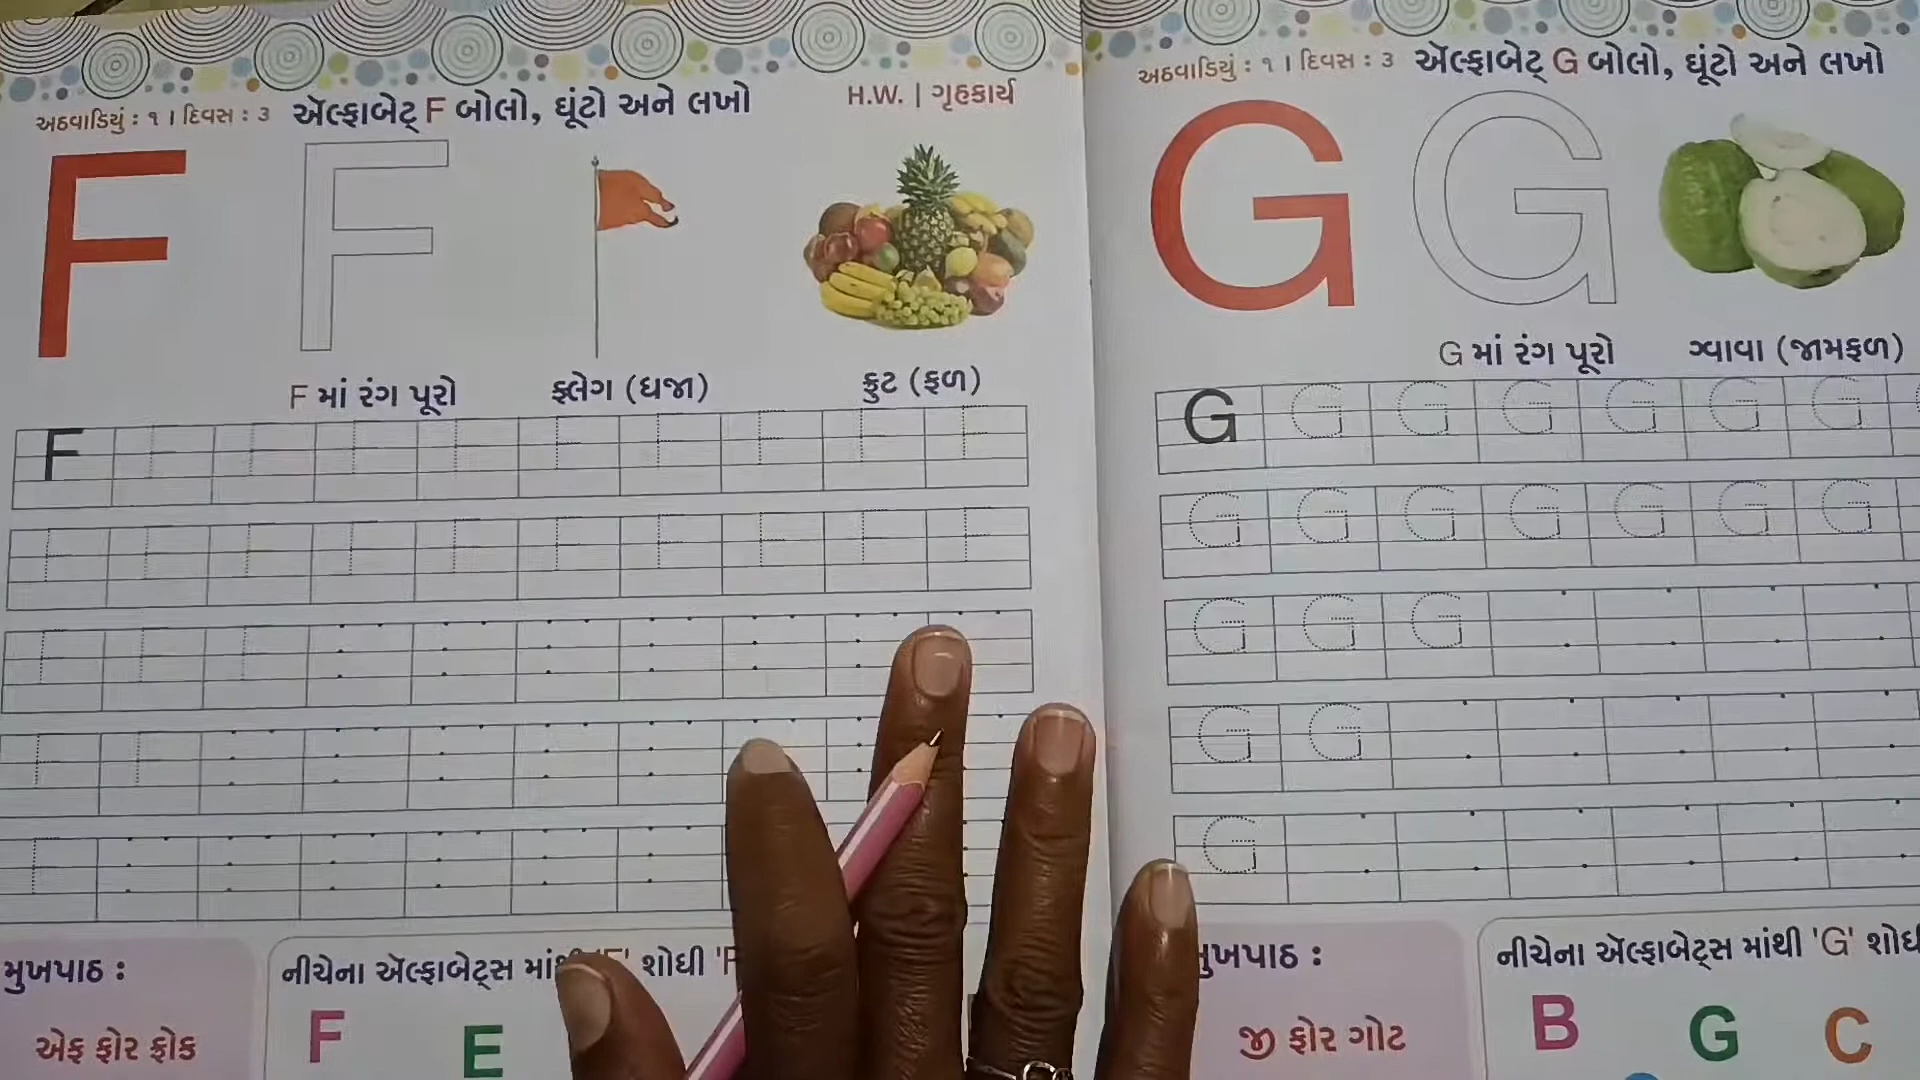 અઠવાડિયું : ૧ । દિવસ : ૩ ઍલ્ફાબેટ્ F બોલો, ઘૂંટો અને લખો H.W. | ગૃહકાર્ય
F F
F માં રંગ પૂરો ફ્લેગ (ધજા) ફ્રુટ (ફળ)
F F F F F F F F F F
F F F F F F F F F F
F F F
F F
F
મુખપાઠ :
એફ ફોર ફ્રોક
નીચેના ઍલ્ફાબેટ્સ માંથી 'F' શોધી
F E
અઠવાડિયું : ૧ । દિવસ : ૩ ઍલ્ફાબેટ્ G બોલો, ઘૂંટો અને લખો
G G
G માં રંગ પૂરો ગ્વાવા (જામફળ)
G G G G G G G
G G G G G G G
G G G
G G
G
મુખપાઠ :
જી ફોર ગોટ
નીચેના ઍલ્ફાબેટ્સ માંથી 'G' શોધી
B G C